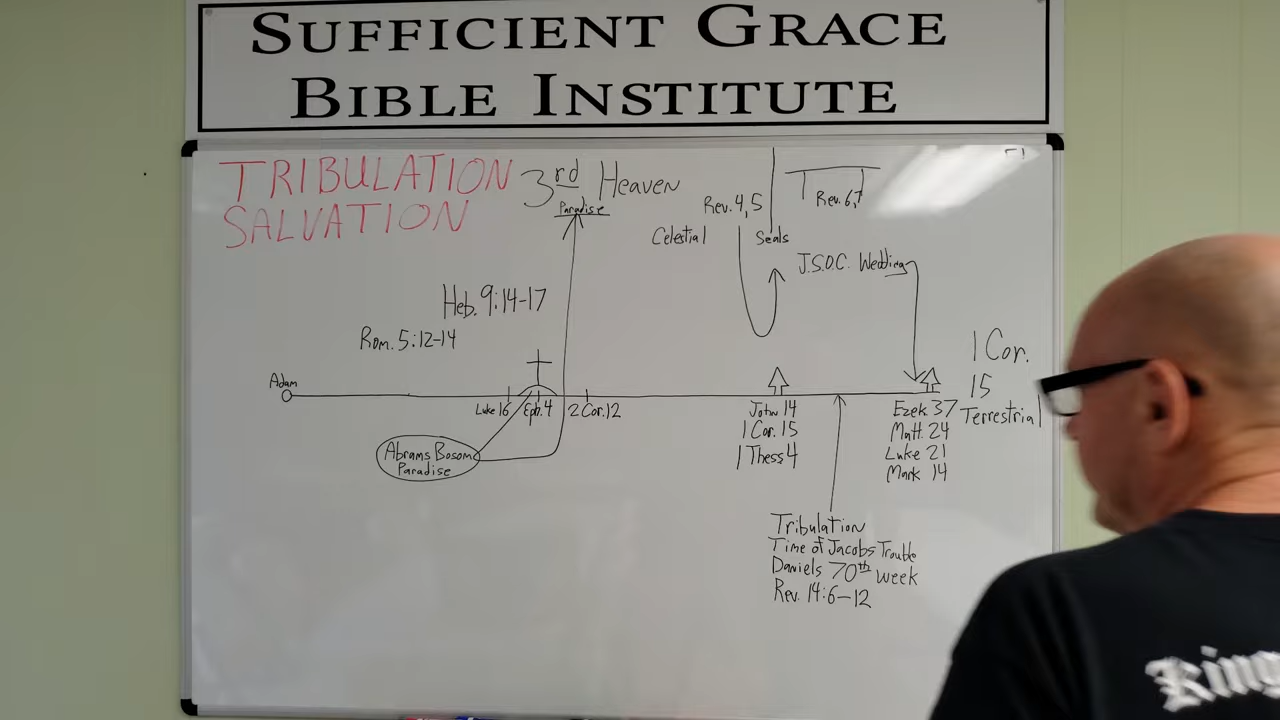 SUFFICIENT GRACE
BIBLE INSTITUTE
TRIBULATION
SALVATION
3rd Heaven
Paradise
Rev. 4,5
Rev. 6,7
Celestial
Seals
J.S.O.C. Wedding
Heb. 9:14-17
Rom. 5:12-14
1 Cor.
15
Terrestrial
Adam
Luke 16
Eph. 4
2 Cor. 12
Abrams Bosom
Paradise
John 14
1 Cor. 15
1 Thess 4
Ezek 37
Matt. 24
Luke 21
Mark 14
Tribulation
Time of Jacobs Trouble
Daniels 70th week
Rev. 14:6-12
King